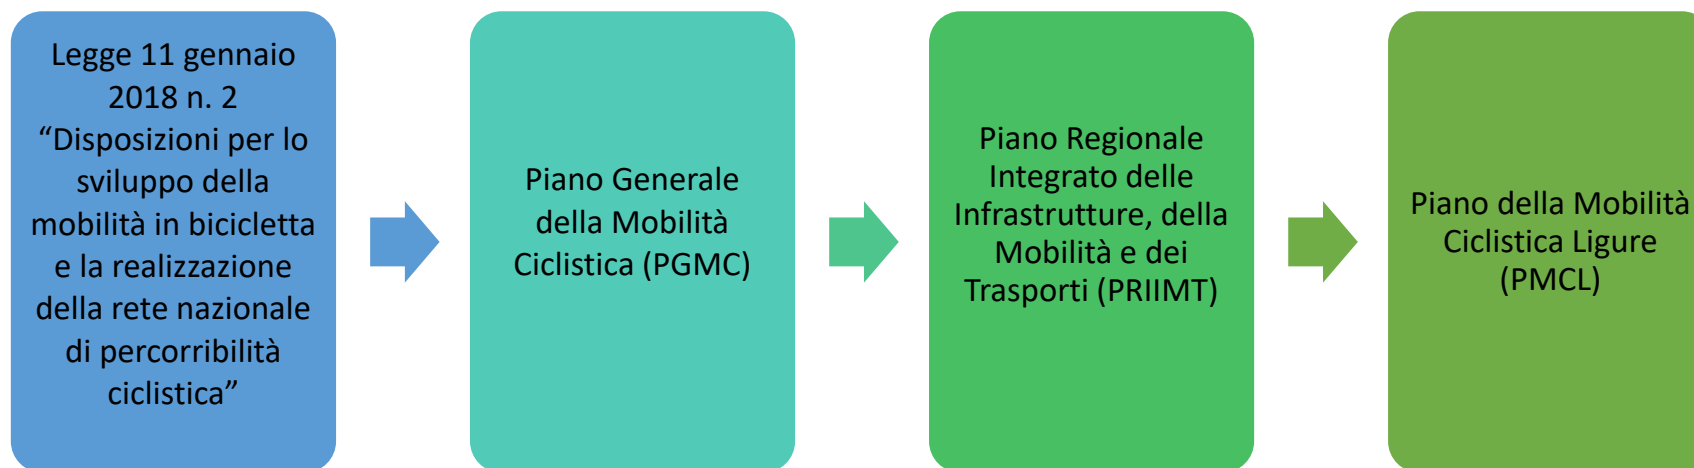 Legge 11 gennaio
2018 n. 2
“Disposizioni per lo
sviluppo della
mobilità in bicicletta
e la realizzazione
della rete nazionale
di percorribilità
ciclistica”
Piano Generale
della Mobilità
Ciclistica (PGMC)
Piano Regionale
Integrato delle
Infrastrutture, della
Mobilità e dei
Trasporti (PRIIMT)
Piano della Mobilità
Ciclistica Ligure
(PMCL)